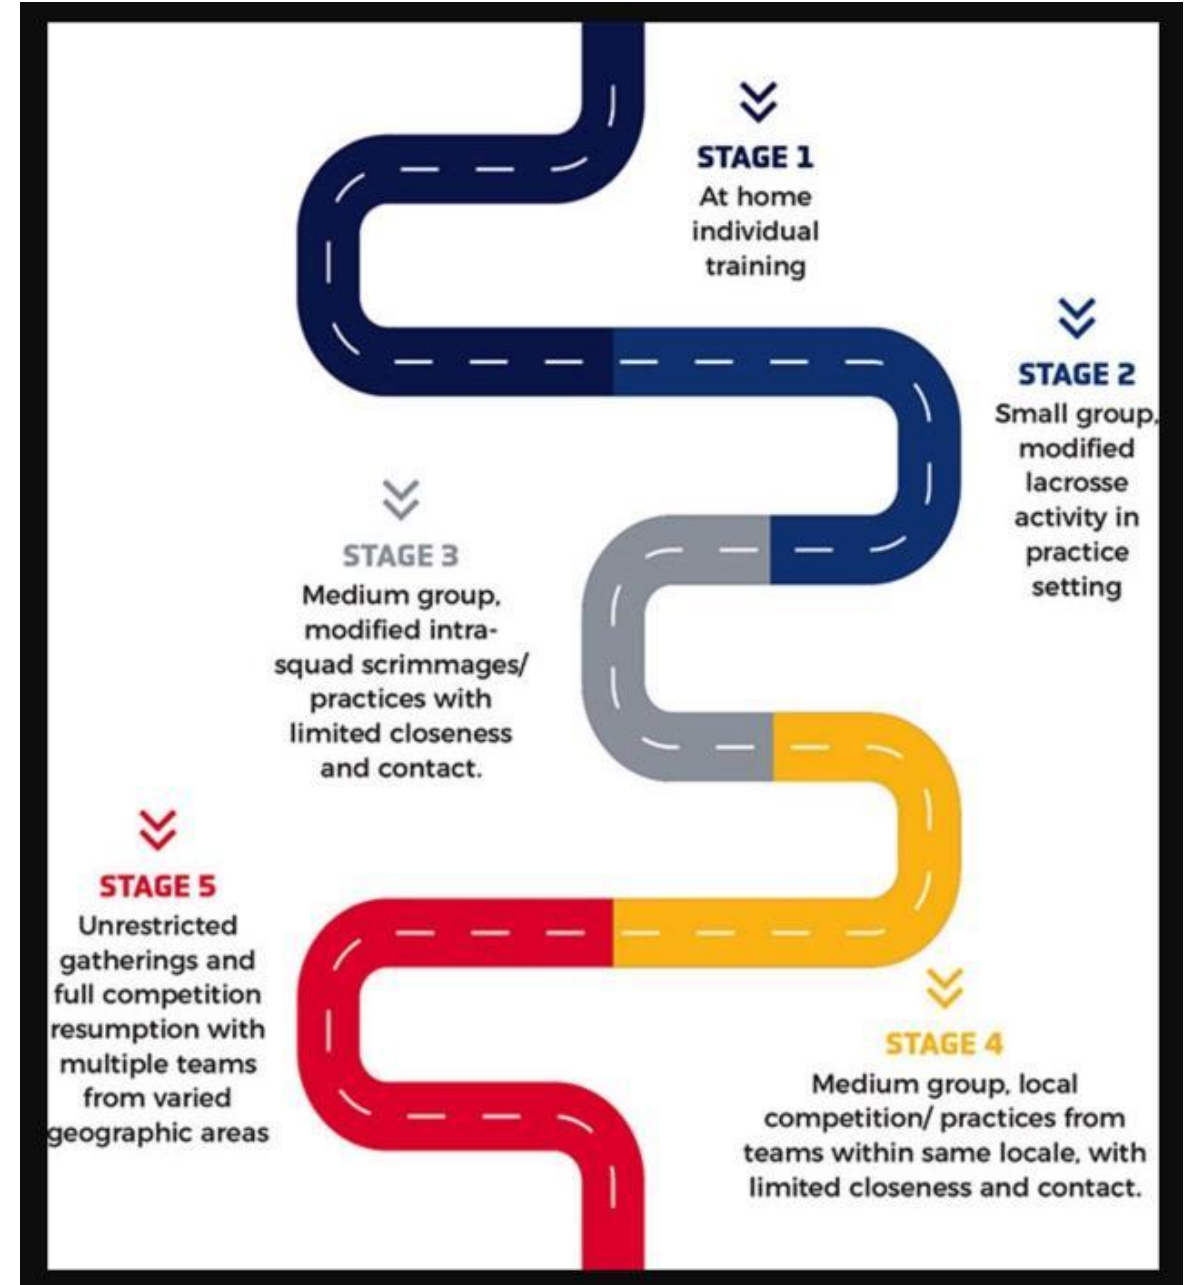 STAGE 1
At home
individual
training
STAGE 2
Small group,
modified
lacrosse
activity in
practice
setting
STAGE 3
Medium group,
modified intra-
squad scrimmages/
practices with
limited closeness
and contact.
STAGE 4
Medium group, local
competition/ practices from
teams within same locale, with
limited closeness and contact.
STAGE 5
Unrestricted
gatherings and
full competition
resumption with
multiple teams
from varied
geographic areas